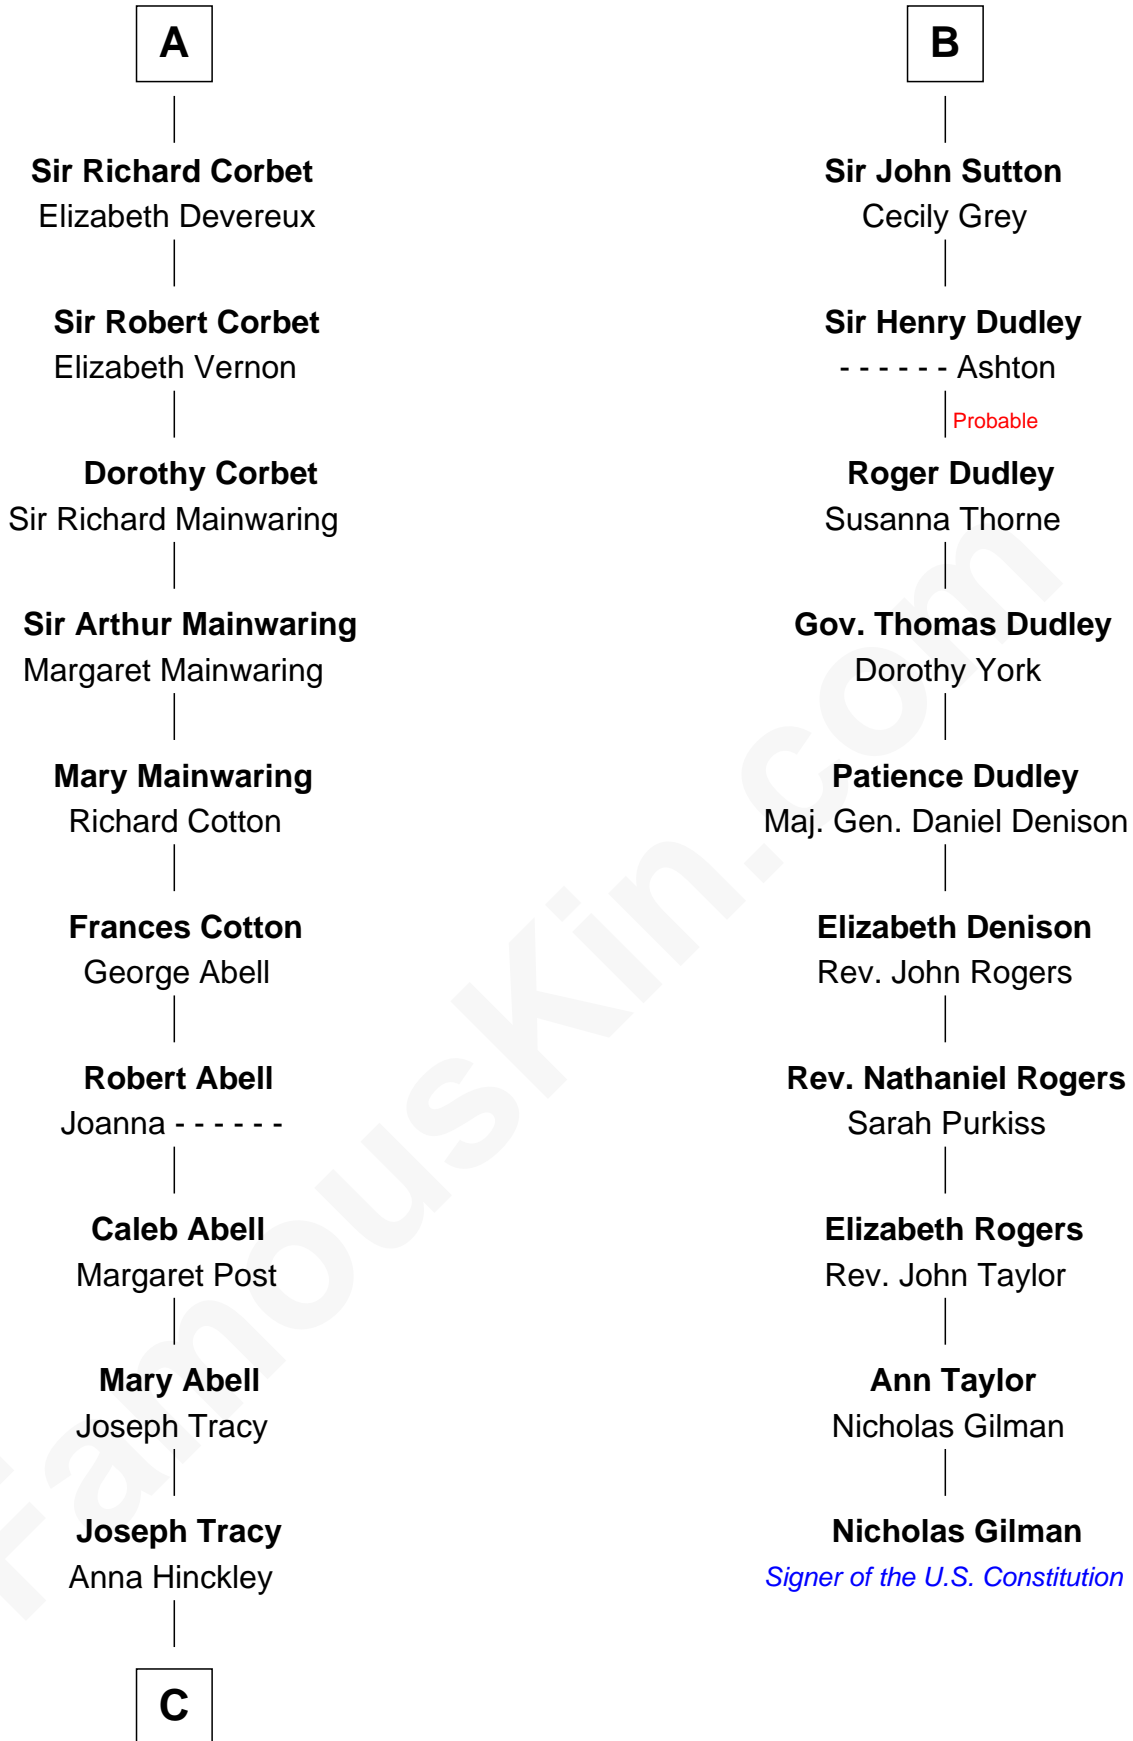 A
Sir Richard Corbet
Elizabeth Devereux
Sir Robert Corbet
Elizabeth Vernon
Dorothy Corbet
Sir Richard Mainwaring
Sir Arthur Mainwaring
Margaret Mainwaring
Mary Mainwaring
Richard Cotton
Frances Cotton
George Abell
Robert Abell
Joanna - - - - - -
Caleb Abell
Margaret Post
Mary Abell
Joseph Tracy
Joseph Tracy
Anna Hinckley
C
B
Sir John Sutton
Cecily Grey
Sir Henry Dudley
- - - - - - Ashton
Probable
Roger Dudley
Susanna Thorne
Gov. Thomas Dudley
Dorothy York
Patience Dudley
Maj. Gen. Daniel Denison
Elizabeth Denison
Rev. John Rogers
Rev. Nathaniel Rogers
Sarah Purkiss
Elizabeth Rogers
Rev. John Taylor
Ann Taylor
Nicholas Gilman
Nicholas Gilman
Signer of the U.S. Constitution
FamousKin.com